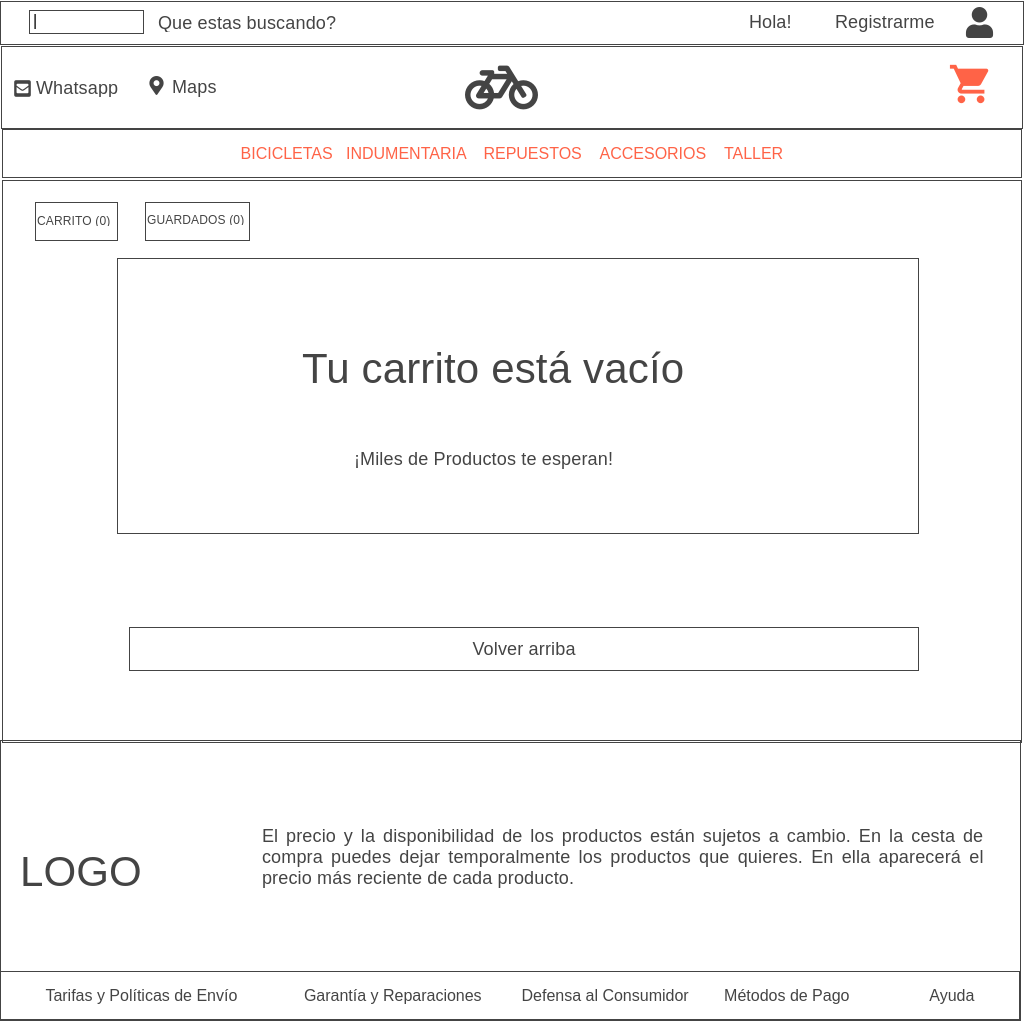 Que estas buscando? Hola! Registrarme
Whatsapp Maps
BICICLETAS INDUMENTARIA REPUESTOS ACCESORIOS TALLER
CARRITO (0) GUARDADOS (0)
Tu carrito está vacío
¡Miles de Productos te esperan!
Volver arriba
LOGO
El precio y la disponibilidad de los productos están sujetos a cambio. En la cesta de
compra puedes dejar temporalmente los productos que quieres. En ella aparecerá el
precio más reciente de cada producto.
Tarifas y Políticas de Envío Garantía y Reparaciones Defensa al Consumidor Métodos de Pago Ayuda